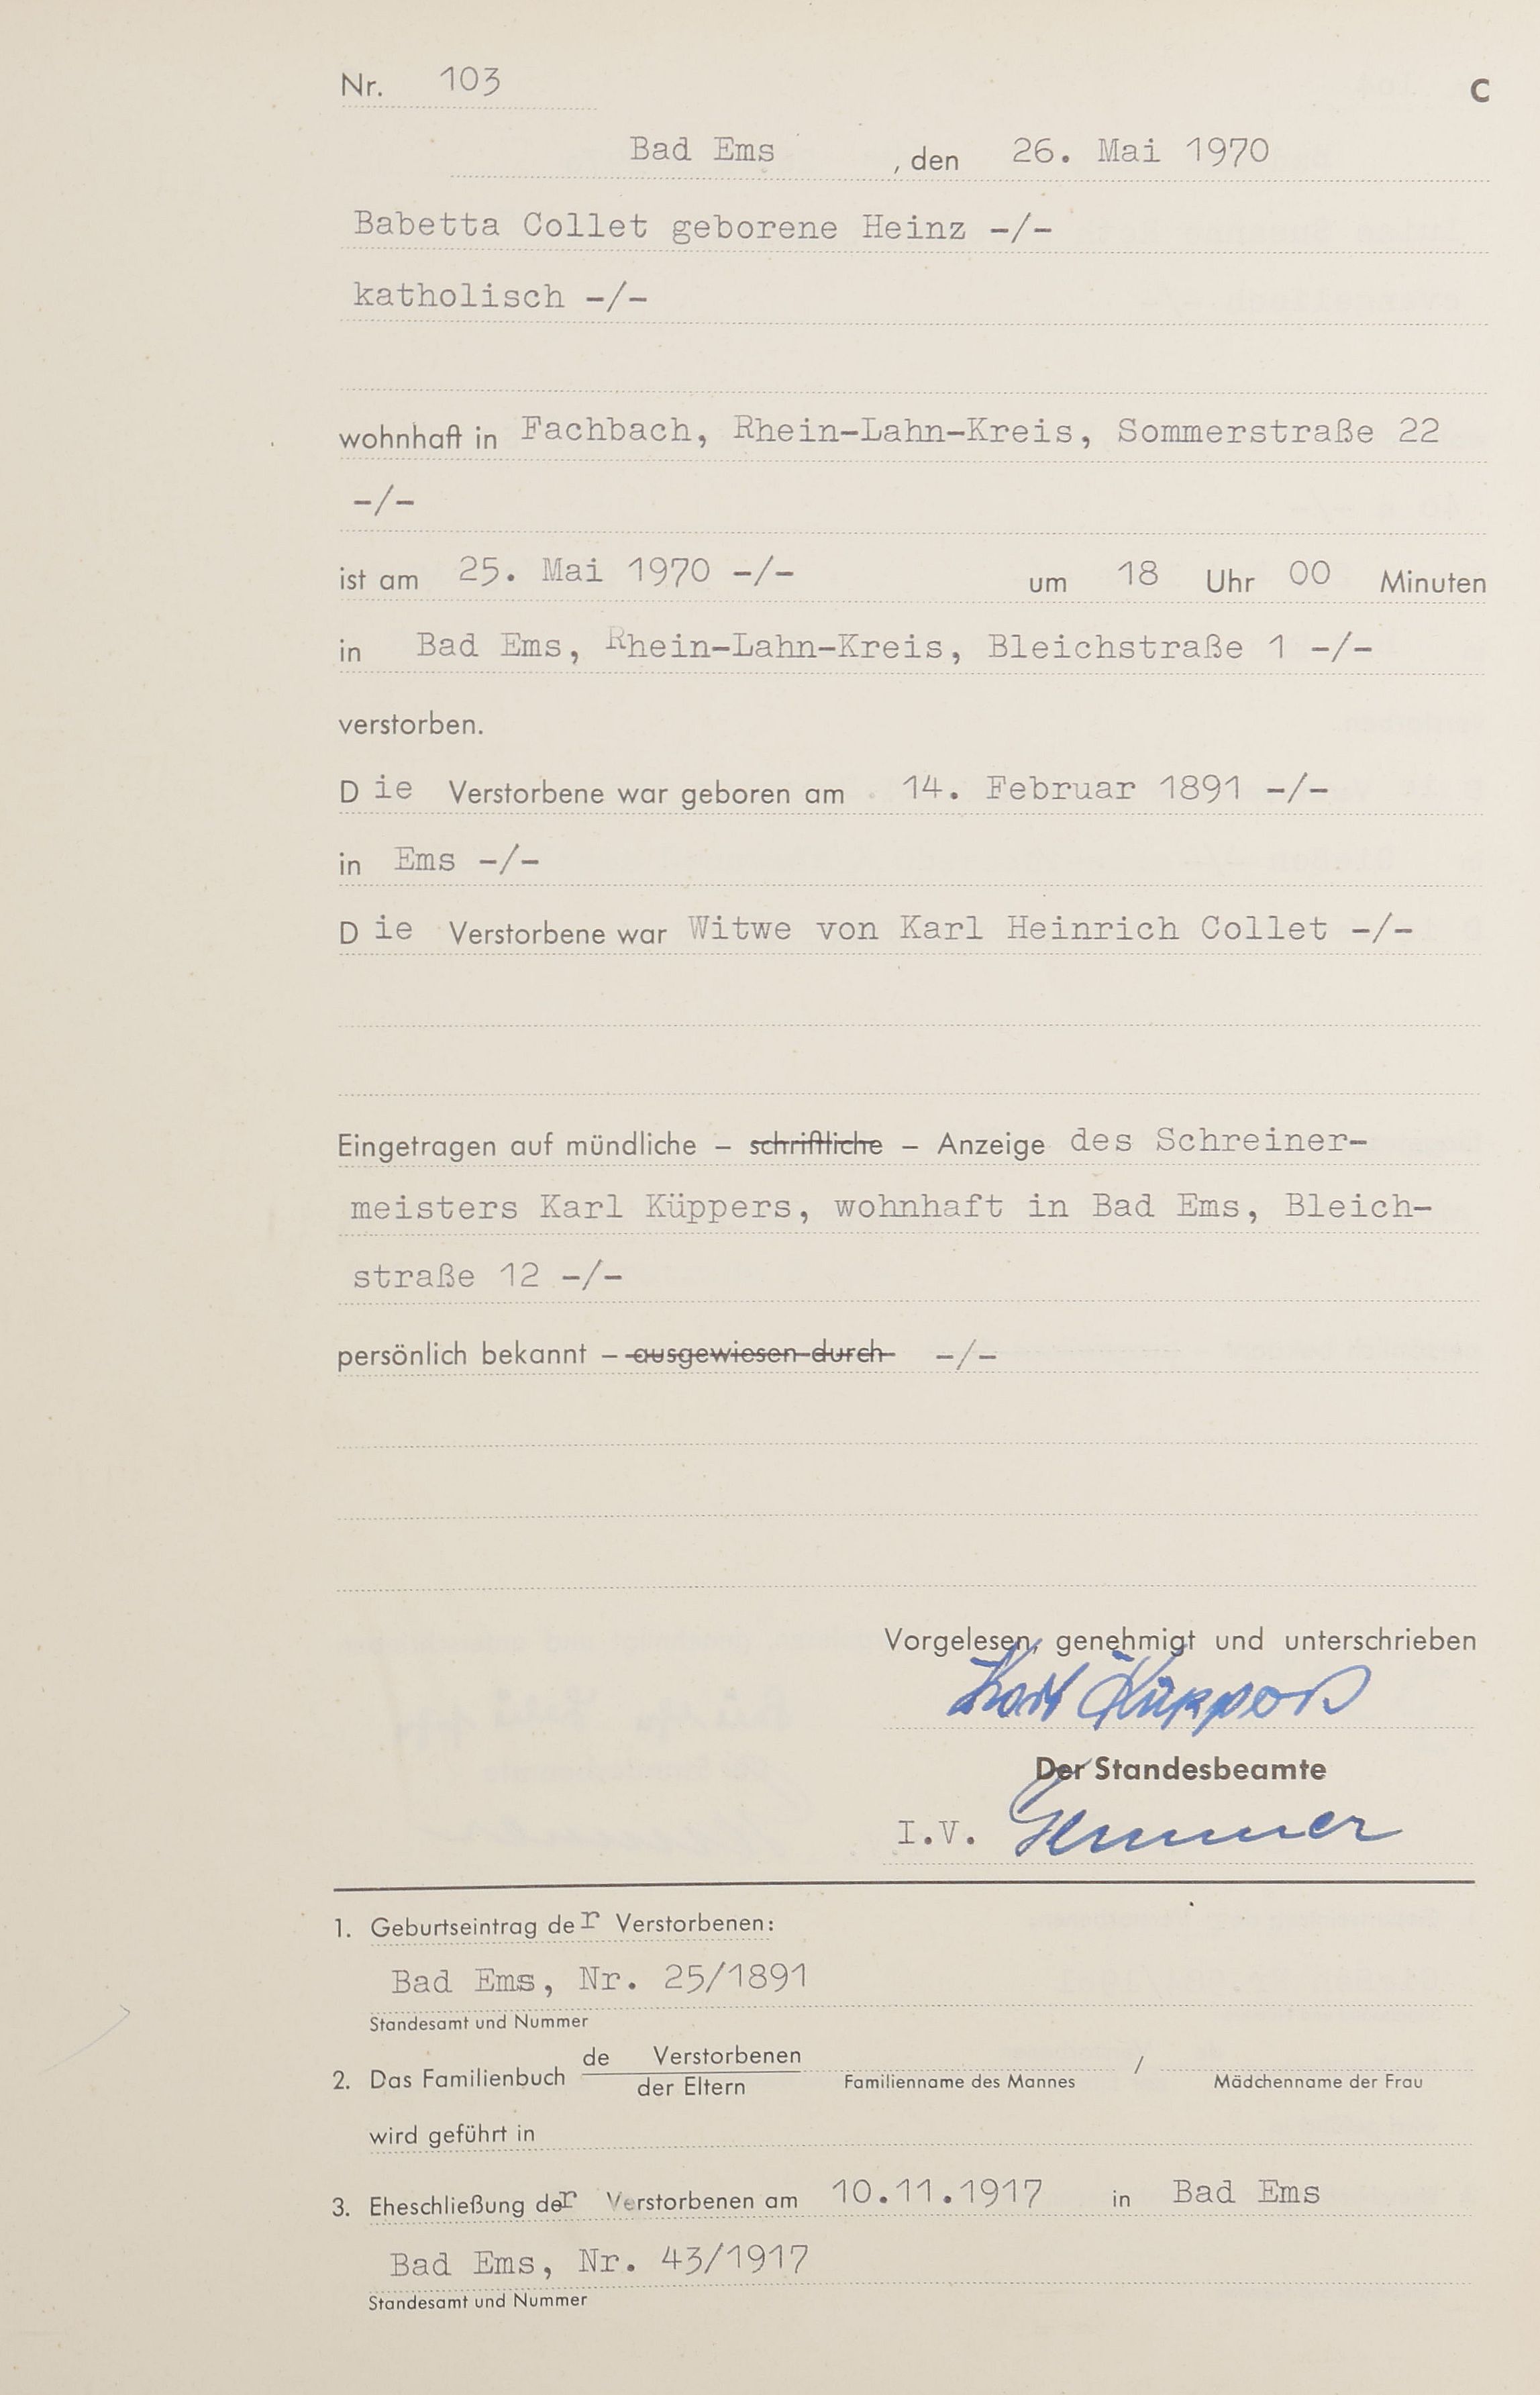 Nr. 103 C
Bad Ems, den 26. Mai 1970
Babetta Collet geborene Heinz -/-
katholisch -/-
wohnhaft in Fachbach, Rhein-Lahn-Kreis, Sommerstraße 22
-/-
ist am 25. Mai 1970 -/- um 18 Uhr 00 Minuten
in Bad Ems, Rhein-Lahn-Kreis, Bleichstraße 1 -/-
verstorben.
Die Verstorbene war geboren am 14. Februar 1891 -/-
in Ems -/-
Die Verstorbene war Witwe von Karl Heinrich Collet -/-
Eingetragen auf mündliche – schriftliche – Anzeige des Schreiner-
meisters Karl Küppers, wohnhaft in Bad Ems, Bleich-
straße 12 -/-
persönlich bekannt – ausgewiesen durch -/-
Vorgelesen, genehmigt und unterschrieben
Karl Küppers
Der Standesbeamte
I.V.
1. Geburtseintrag der Verstorbenen:
Bad Ems, Nr. 25/1891
Standesamt und Nummer
2. Das Familienbuch de Verstorbenen /
der Eltern Familienname des Mannes Mädchenname der Frau
wird geführt in
3. Eheschließung der Verstorbenen am 10.11.1917 in Bad Ems
Bad Ems, Nr. 43/1917
Standesamt und Nummer